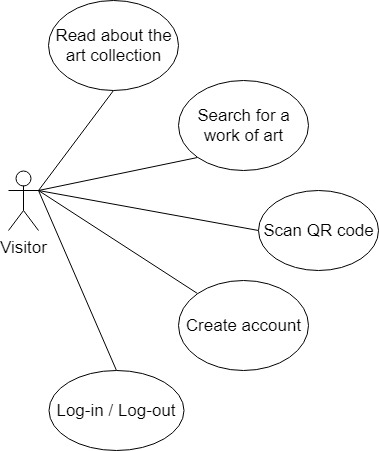 Read about the
art collection
Search for a
work of art
Visitor
Scan QR code
Create account
Log-in / Log-out